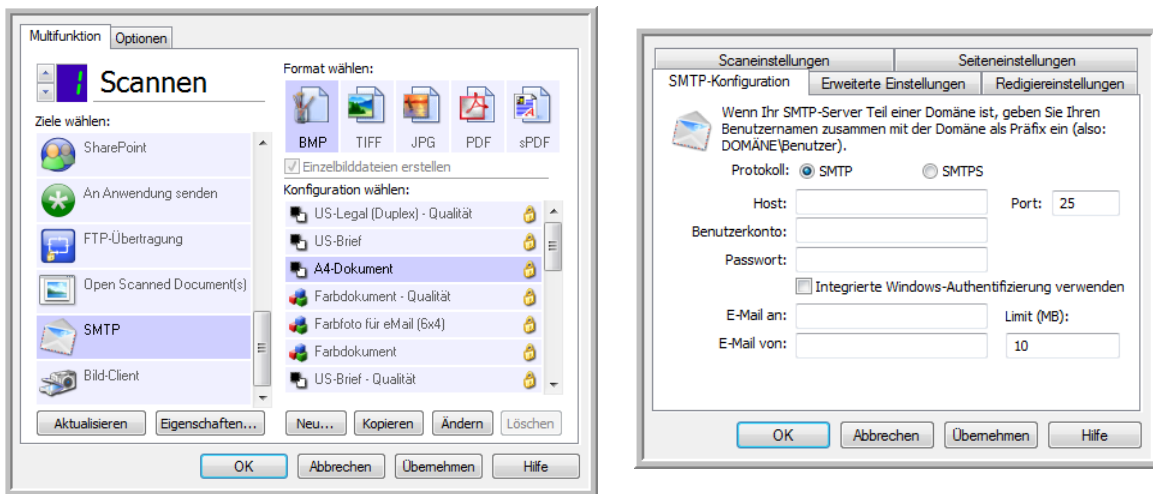 Multifunktion
Optionen
1 Scannen
Ziele wählen:
SharePoint
An Anwendung senden
FTP-Übertragung
Open Scanned Document(s)
SMTP
Bild-Client
Aktualisieren
Eigenschaften...
Format wählen:
BMP TIFF JPG PDF sPDF
Einzelbilddateien erstellen
Konfiguration wählen:
US-Legal (Duplex) - Qualität
US-Brief
A4-Dokument
Farbdokument - Qualität
Farbfoto für eMail (6x4)
Farbdokument
US-Brief - Qualität
Neu... Kopieren Ändern Löschen
OK Abbrechen Übernehmen Hilfe
Scaneinstellungen Seiteneinstellungen
SMTP-Konfiguration Erweiterte Einstellungen Redigiereinstellungen
Wenn Ihr SMTP-Server Teil einer Domäne ist, geben Sie Ihren
Benutzernamen zusammen mit der Domäne als Präfix ein (also:
DOMÄNE\Benutzer).
Protokoll: SMTP SMTPS
Host: Port: 25
Benutzerkonto:
Passwort:
Integrierte Windows-Authentifizierung verwenden
E-Mail an: Limit (MB):
E-Mail von: 10
OK Abbrechen Übernehmen Hilfe